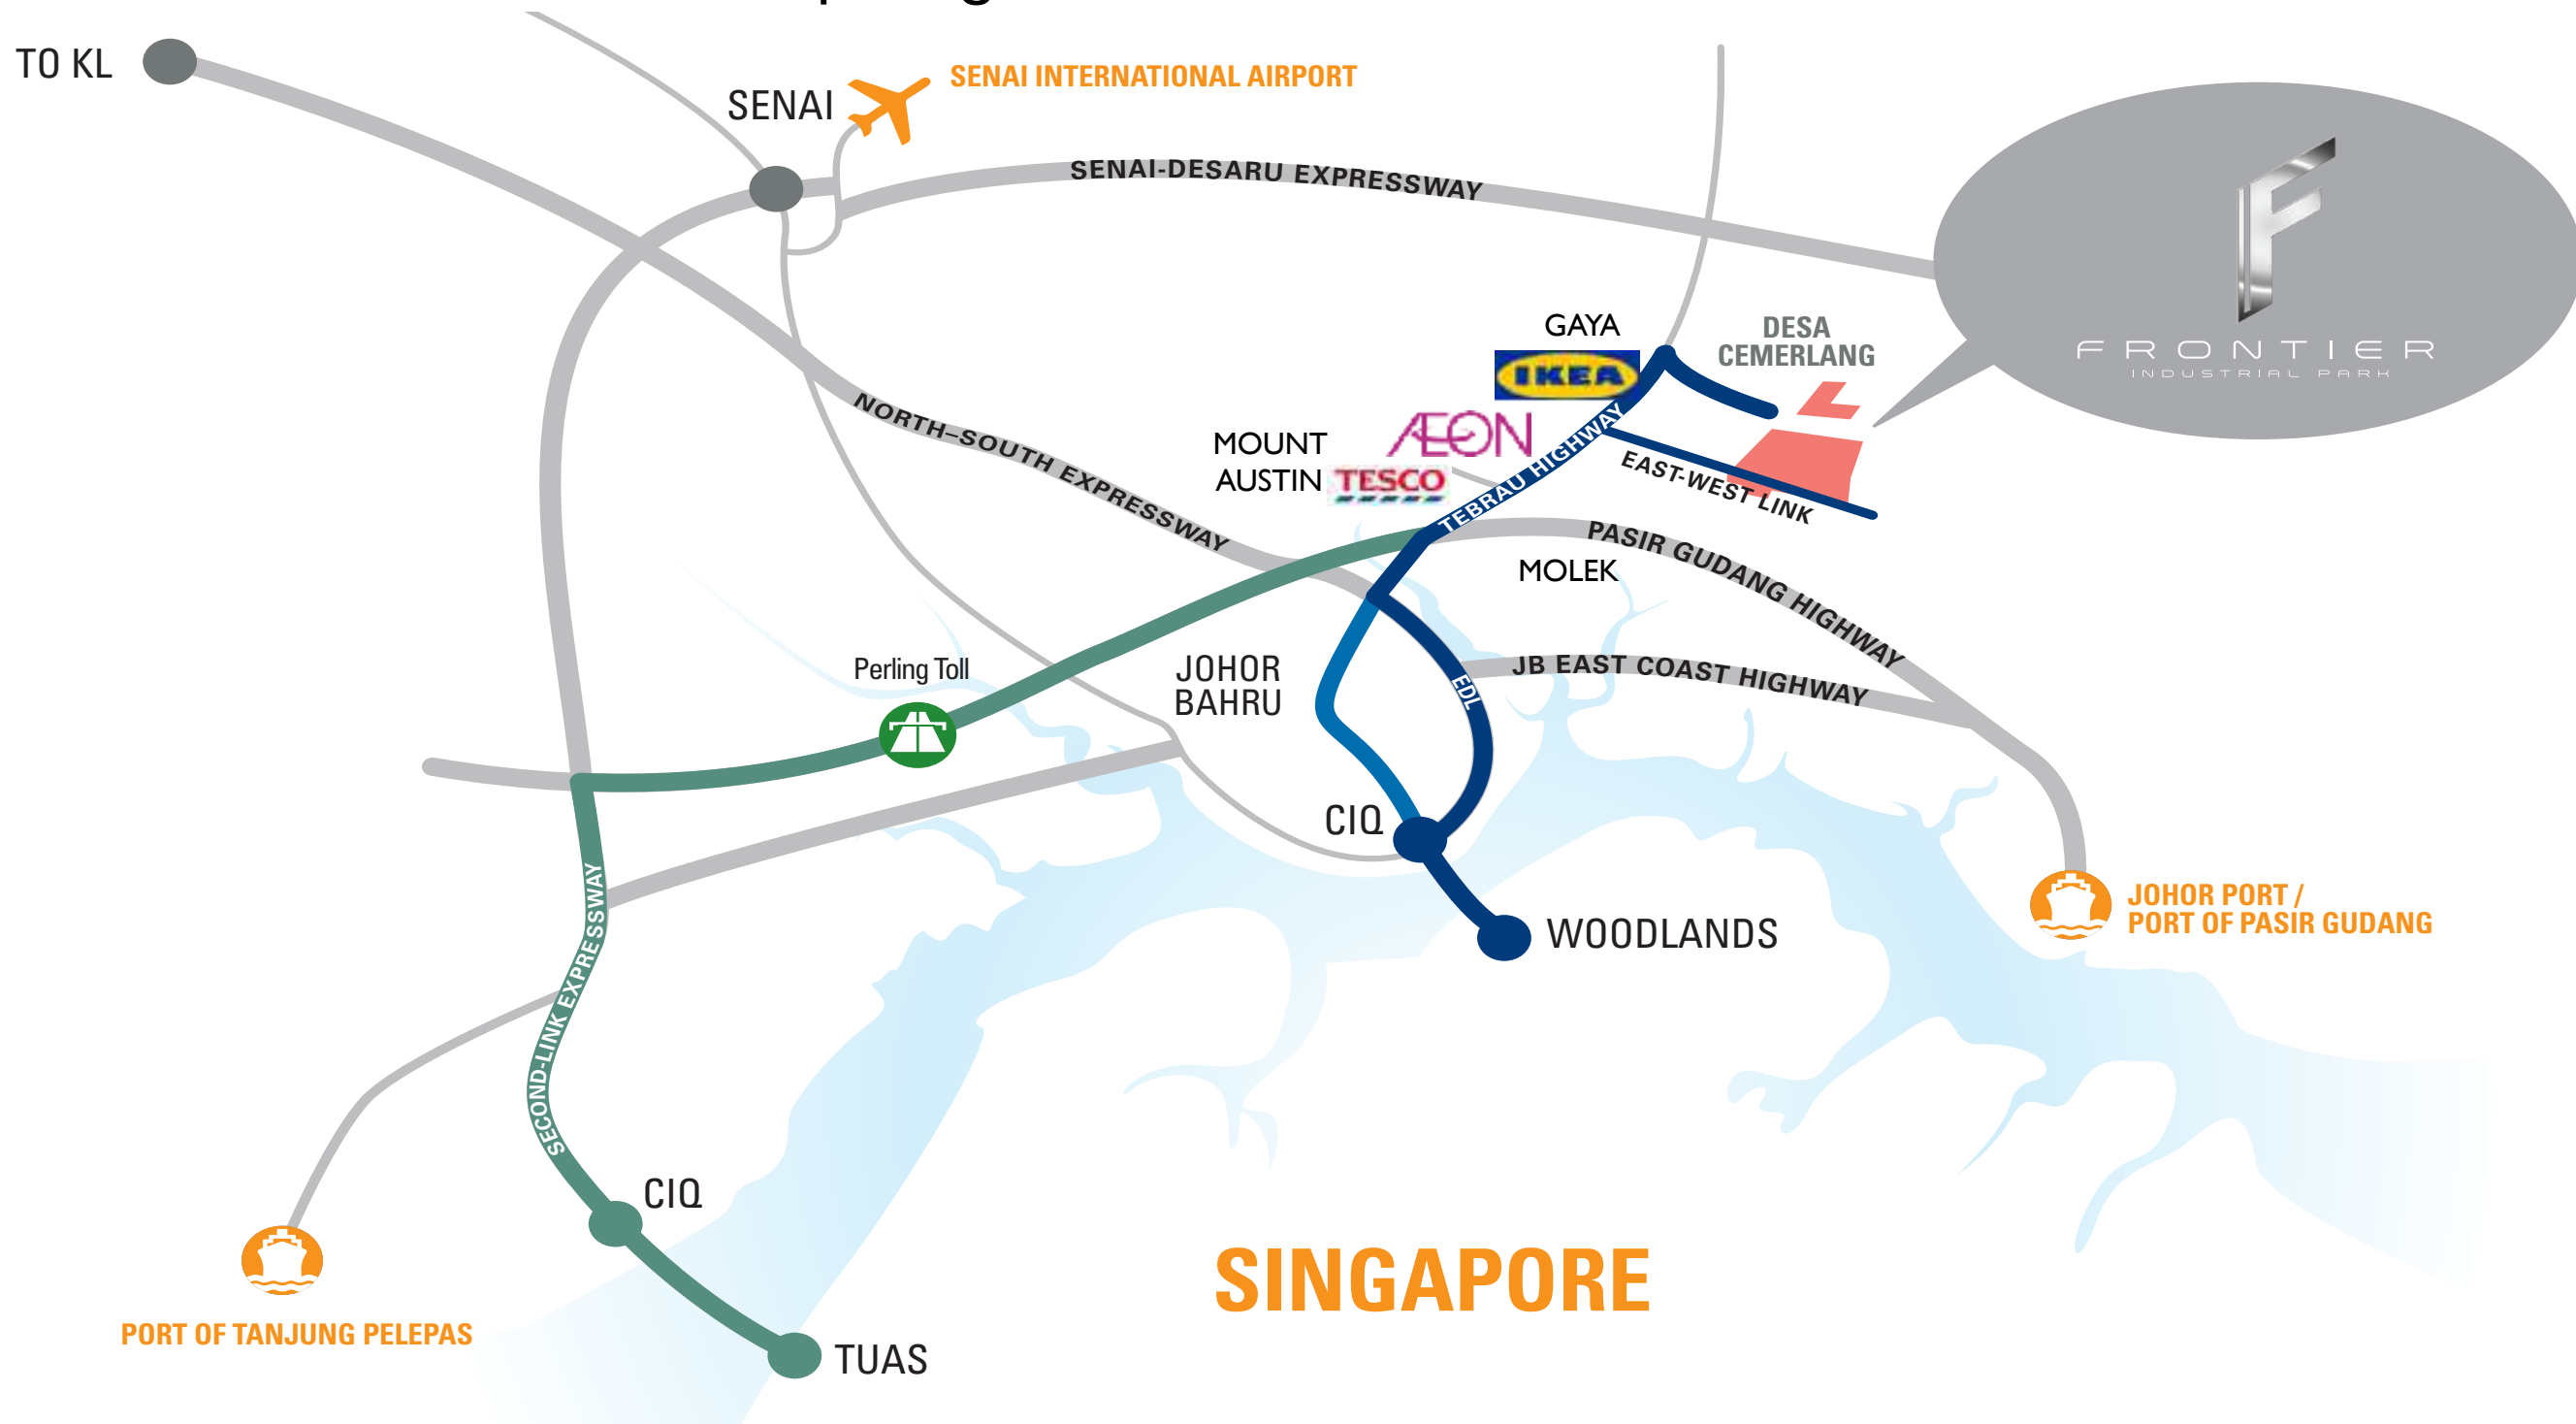 TO KL
SENAI
SENAI INTERNATIONAL AIRPORT
SENAI-DESARU EXPRESSWAY
FRONTIER
INDUSTRIAL PARK
GAYA
IKEA
DESA
CEMERLANG
NORTH–SOUTH EXPRESSWAY
MOUNT
AUSTIN
ÆON
TESCO
TEBRAU HIGHWAY
EAST-WEST LINK
PASIR GUDANG HIGHWAY
MOLEK
Perling Toll
JOHOR
BAHRU
EDL
JB EAST COAST HIGHWAY
CIQ
WOODLANDS
JOHOR PORT /
PORT OF PASIR GUDANG
SECOND-LINK EXPRESSWAY
CIQ
SINGAPORE
PORT OF TANJUNG PELEPAS
TUAS